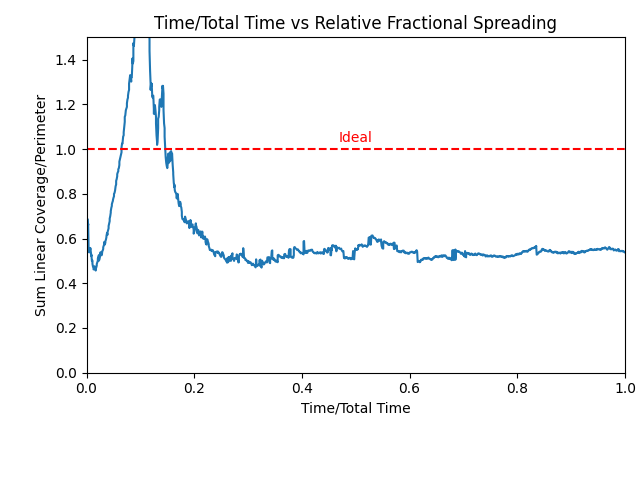 Time/Total Time vs Relative Fractional Spreading
Sum Linear Coverage/Perimeter
1.4
1.2
1.0
0.8
0.6
0.4
0.2
0.0
Ideal
0.0 0.2 0.4 0.6 0.8 1.0
Time/Total Time